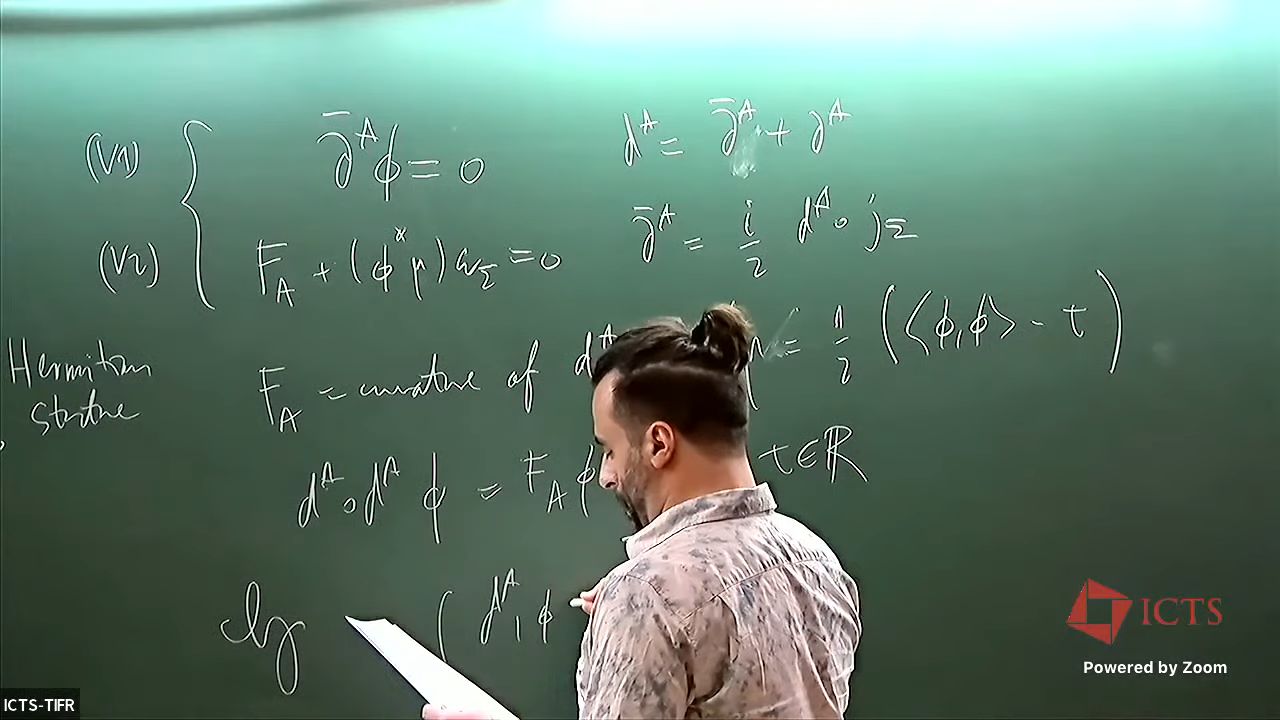 (V1) ∂̄^A ϕ = 0
d^A = ∂̄^A + ∂^A
(V2) F_A + (ϕ^* μ) ω_Σ = 0
∂̄^A = i/2 d^A ∘ j_Σ
= 1/2 (⟨ϕ, ϕ⟩ - t)
Hermitian
structure
F_A = curvature of d^A
d^A ∘ d^A ϕ = F_A ϕ
t ∈ ℝ
(d^A, ϕ
ICTS
Powered by Zoom
ICTS-TIFR